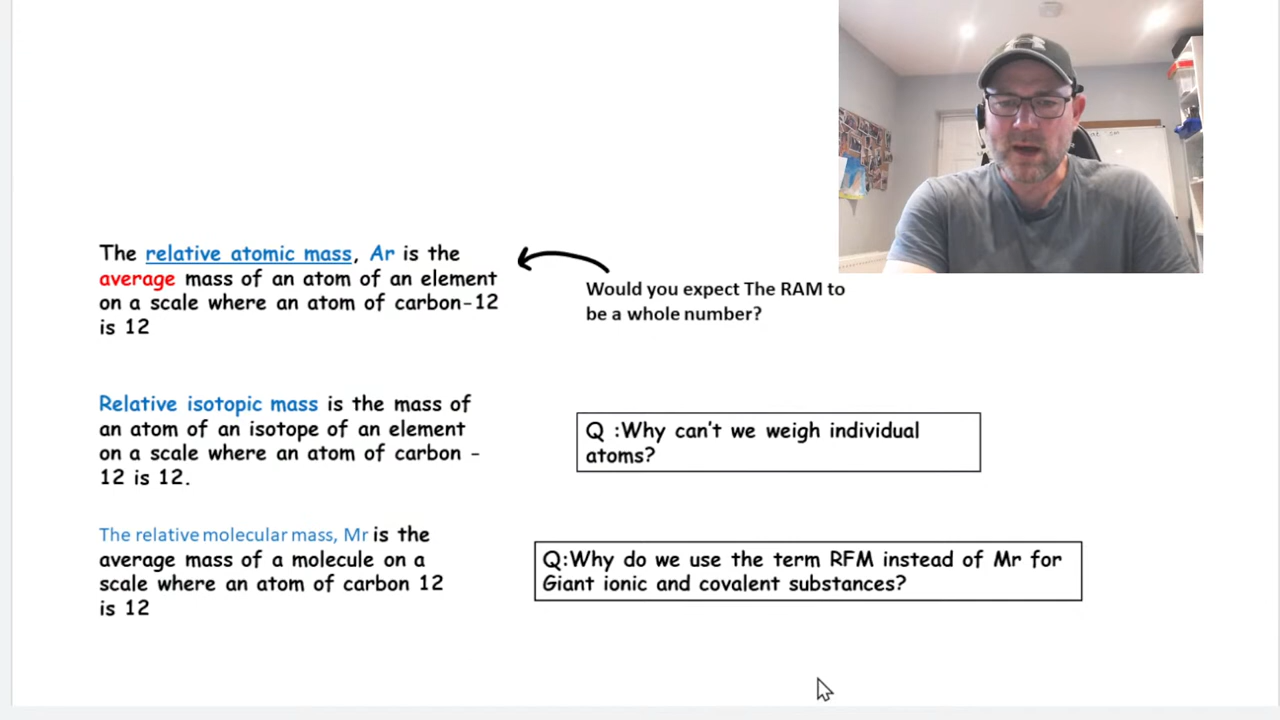 The relative atomic mass, Ar is the
average mass of an atom of an element
on a scale where an atom of carbon-12
is 12
Would you expect The RAM to
be a whole number?
Relative isotopic mass is the mass of
an atom of an isotope of an element
on a scale where an atom of carbon -
12 is 12.
Q :Why can't we weigh individual
atoms?
The relative molecular mass, Mr is the
average mass of a molecule on a
scale where an atom of carbon 12
is 12
Q:Why do we use the term RFM instead of Mr for
Giant ionic and covalent substances?